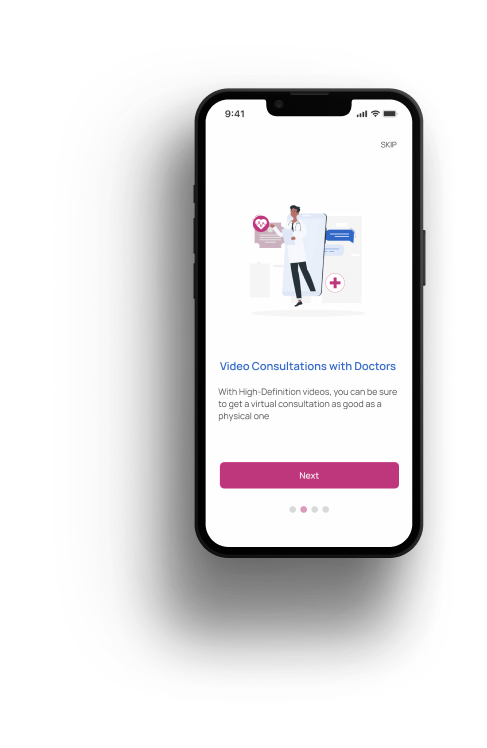 9:41
SKIP
Video Consultations with Doctors
With High-Definition videos, you can be sure
to get a virtual consultation as good as a
physical one
Next